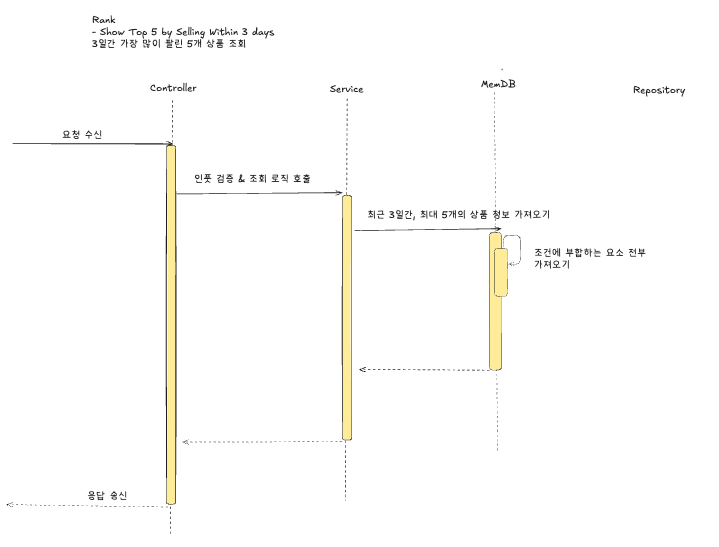 Rank
- Show Top 5 by Selling Within 3 days
3일간 가장 많이 팔린 5개 상품 조회
Controller
Service
MemDB
Repository
요청 수신
인풋 검증 & 조회 로직 호출
최근 3일간, 최대 5개의 상품 정보 가져오기
조건에 부합하는 요소 전부
가져오기
응답 송신